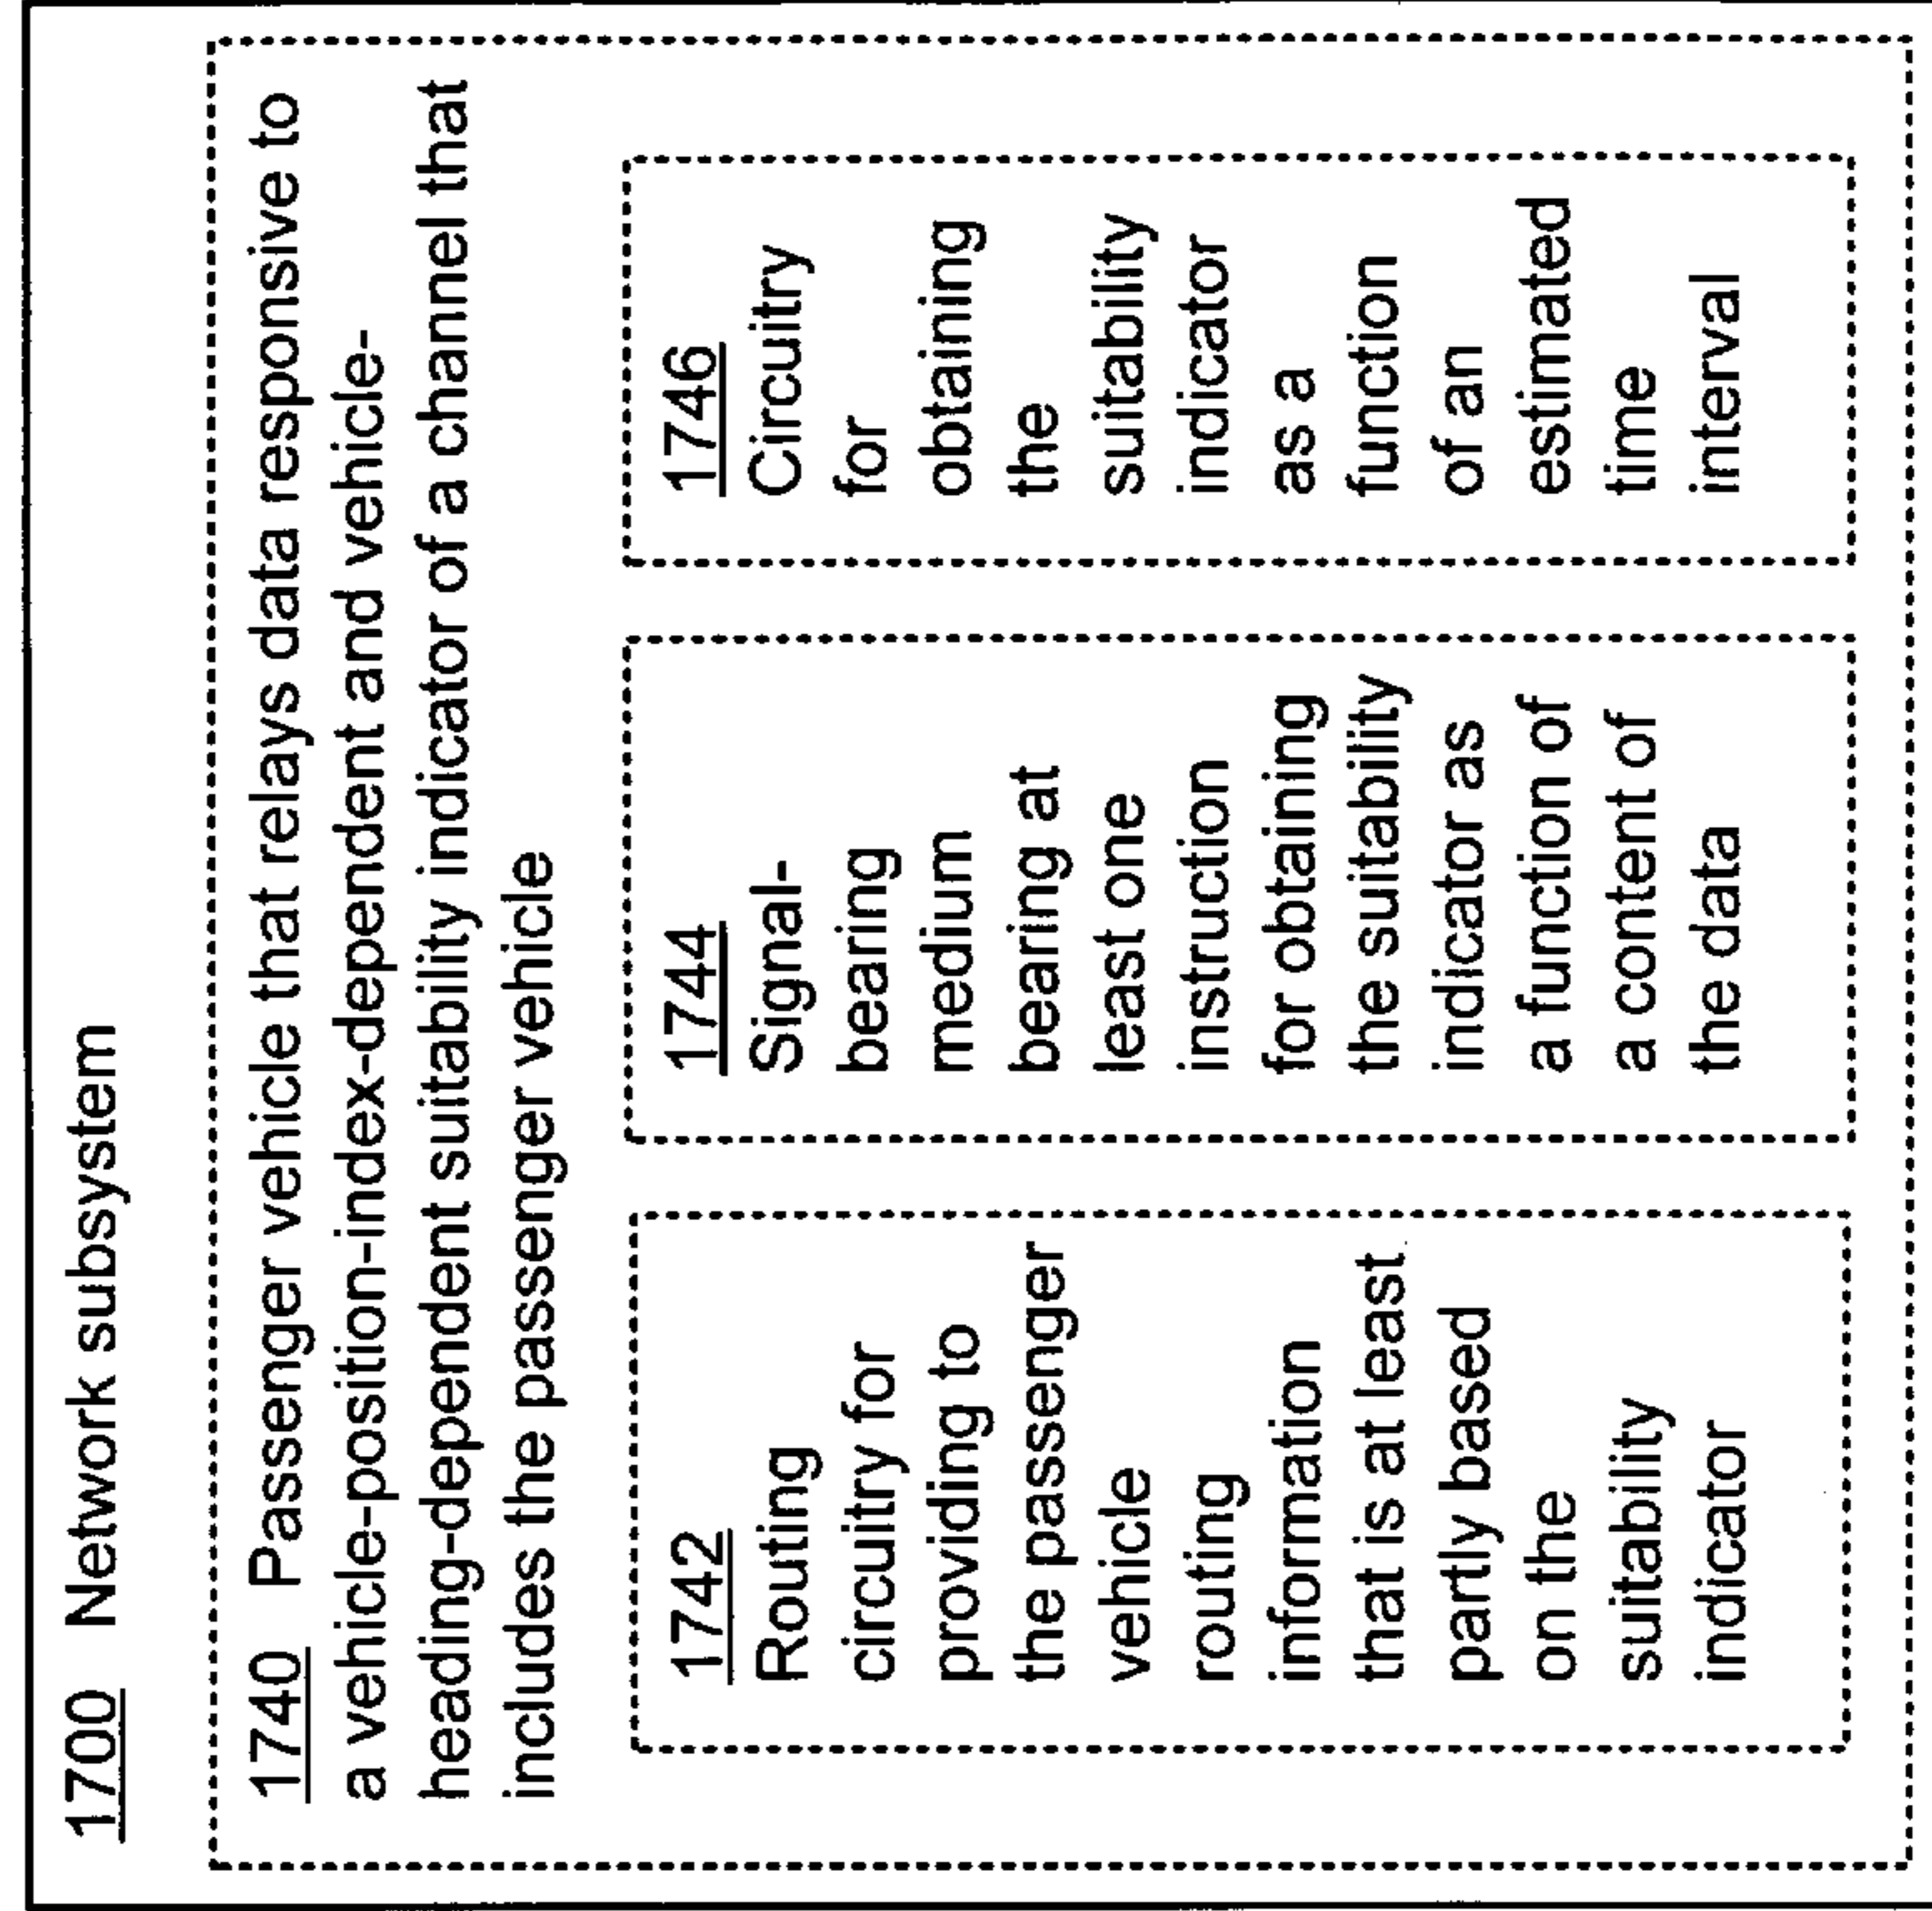 1700 Network subsystem
1740 Passenger vehicle that relays data responsive to
a vehicle-position-index-dependent and vehicle-
heading-dependent suitability indicator of a channel that
includes the passenger vehicle
1742
Routing
circuitry for
providing to
the passenger
vehicle
routing
information
that is at least
partly based
on the
suitability
indicator
1744
Signal-
bearing
medium
bearing at
least one
instruction
for obtaining
the suitability
indicator as
a function of
a content of
the data
1746
Circuitry
for
obtaining
the
suitability
indicator
as a
function
of an
estimated
time
interval